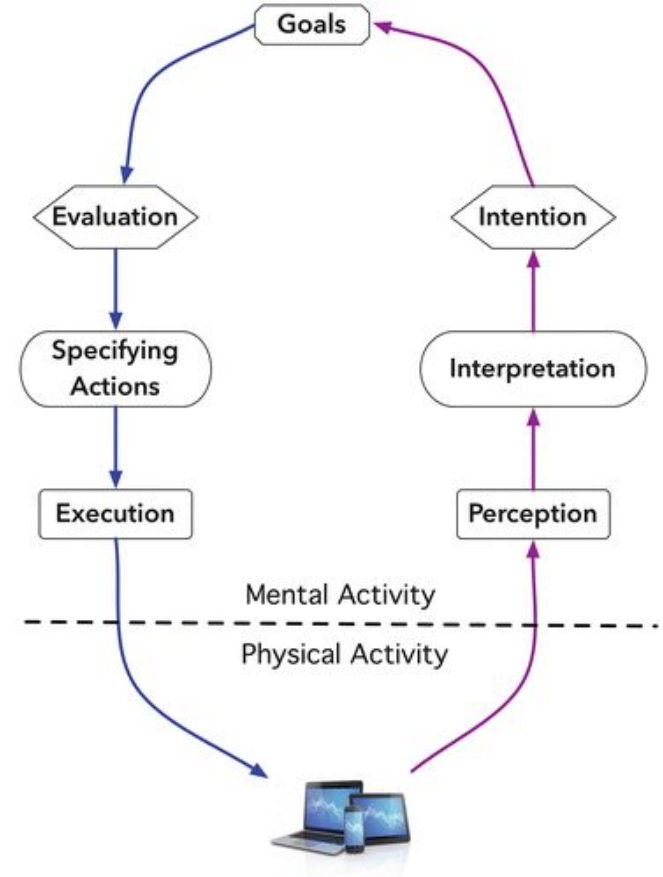 Goals
Evaluation
Intention
Specifying
Actions
Interpretation
Execution
Perception
Mental Activity
Physical Activity